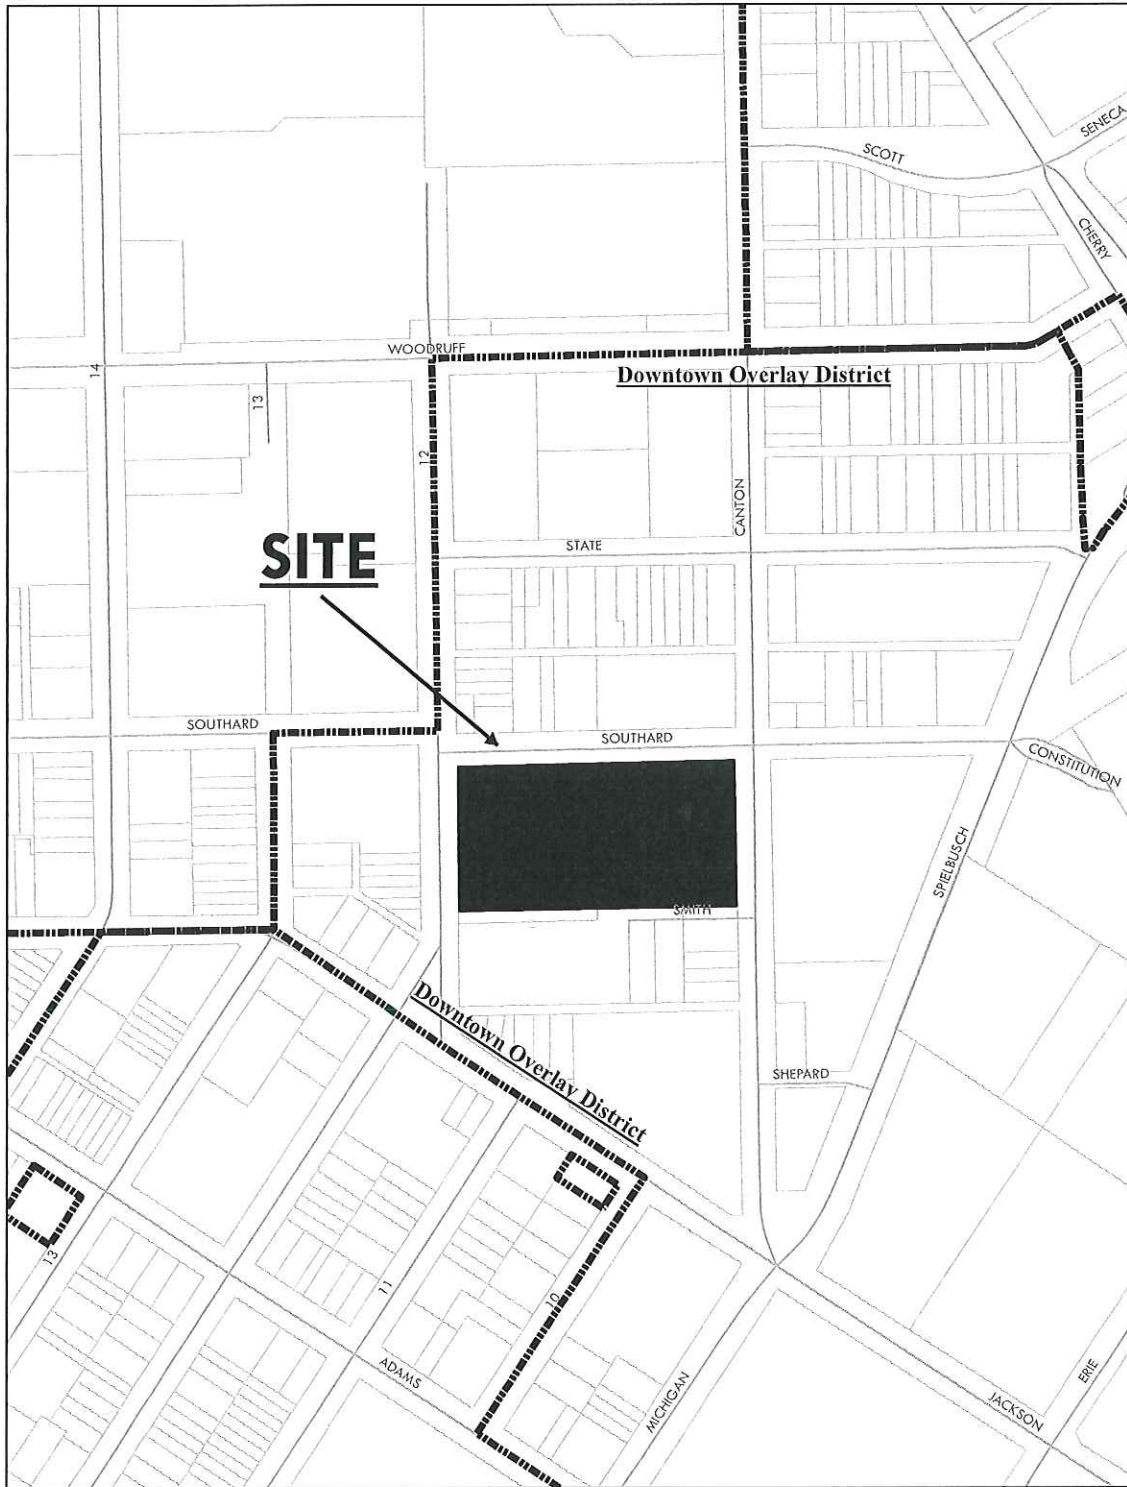 SENECA
SCOTT
CHERRY
WOODRUFF
14
Downtown Overlay District
13
12
CANTON
STATE
SITE
SOUTHARD
SOUTHARD
CONSTITUTION
SPIELBUSCH
SMITH
Downtown Overlay District
SHEPARD
13
11
10
ADAMS
MICHIGAN
JACKSON
ERIE